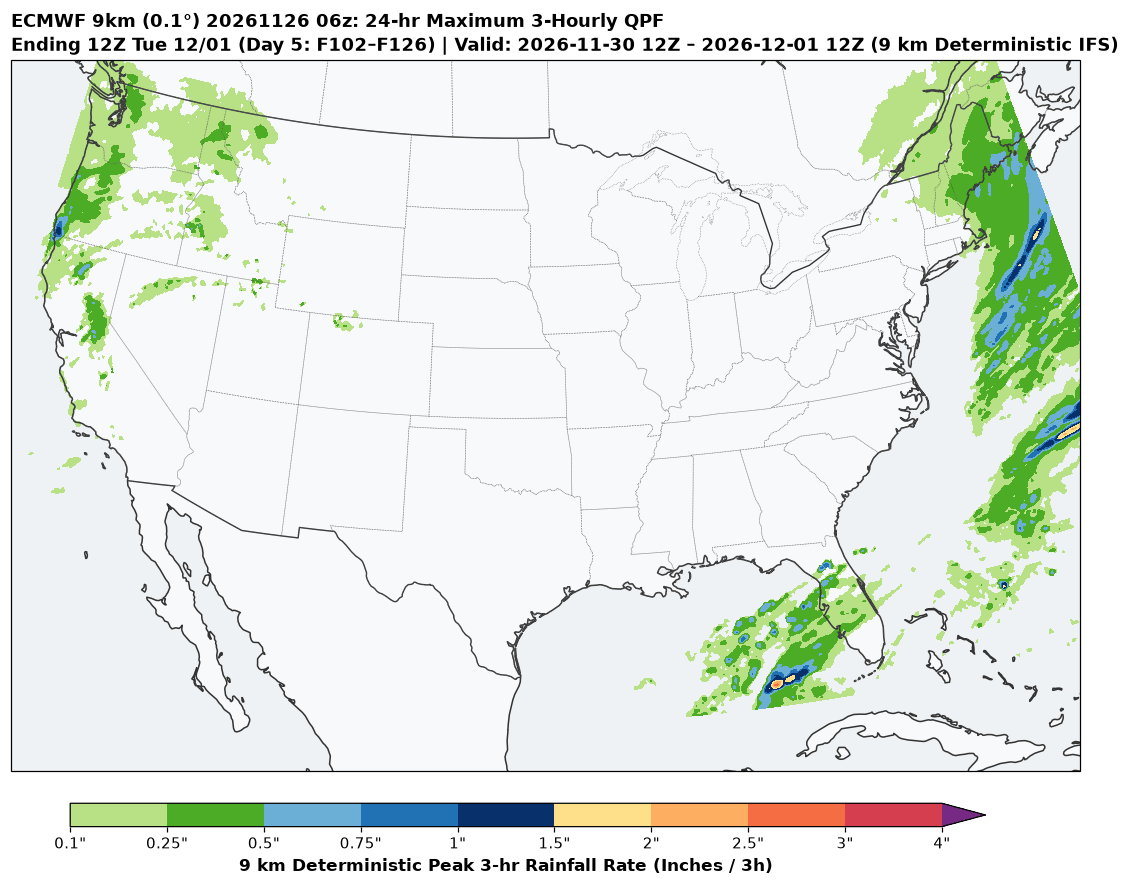 ECMWF 9km (0.1°) 20261126 06z: 24-hr Maximum 3-Hourly QPF
Ending 12Z Tue 12/01 (Day 5: F102–F126) | Valid: 2026-11-30 12Z – 2026-12-01 12Z (9 km Deterministic IFS)
0.1" 0.25" 0.5" 0.75" 1" 1.5" 2" 2.5" 3" 4"
9 km Deterministic Peak 3-hr Rainfall Rate (Inches / 3h)